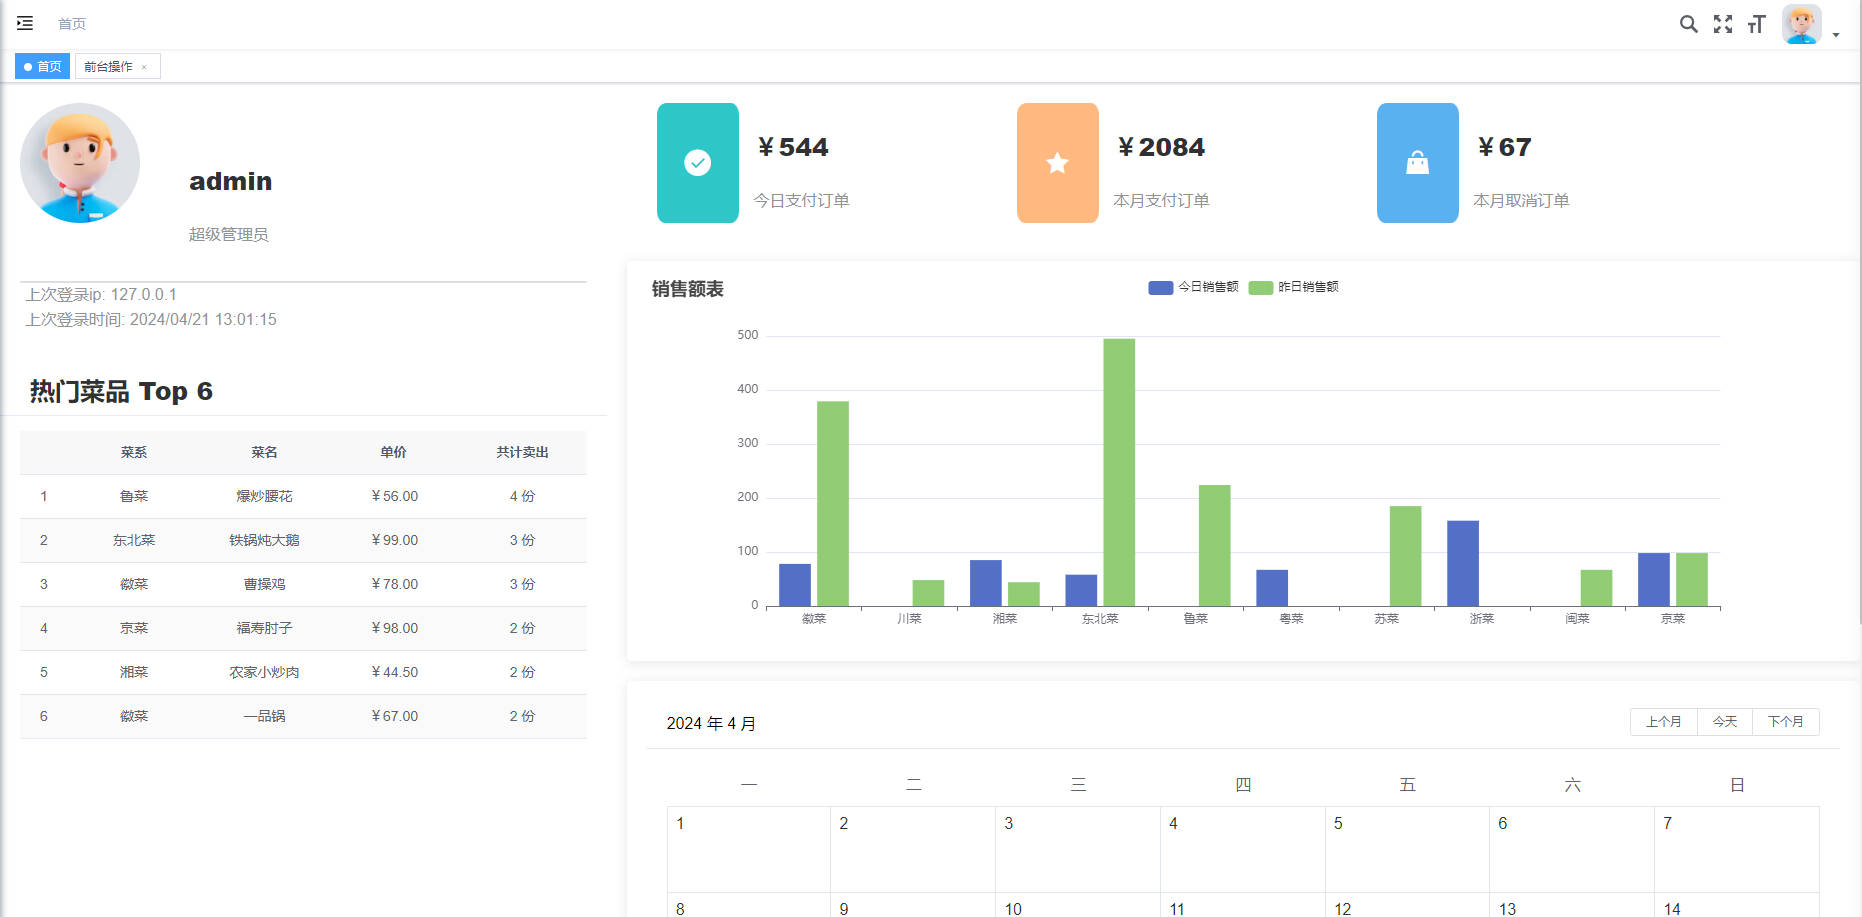 首页
首页
前台操作 ×
admin
超级管理员
上次登录ip: 127.0.0.1
上次登录时间: 2024/04/21 13:01:15
热门菜品 Top 6
菜系 菜名 单价 共计卖出
1 鲁菜 爆炒腰花 ￥56.00 4 份
2 东北菜 铁锅炖大鹅 ￥99.00 3 份
3 徽菜 曹操鸡 ￥78.00 3 份
4 京菜 福寿肘子 ￥98.00 2 份
5 湘菜 农家小炒肉 ￥44.50 2 份
6 徽菜 一品锅 ￥67.00 2 份
￥544
今日支付订单
￥2084
本月支付订单
￥67
本月取消订单
销售额表
今日销售额 昨日销售额
500
400
300
200
100
0
徽菜 川菜 湘菜 东北菜 鲁菜 粤菜 苏菜 浙菜 闽菜 京菜
2024 年 4 月
上个月 今天 下个月
一 二 三 四 五 六 日
1 2 3 4 5 6 7
8 9 10 11 12 13 14